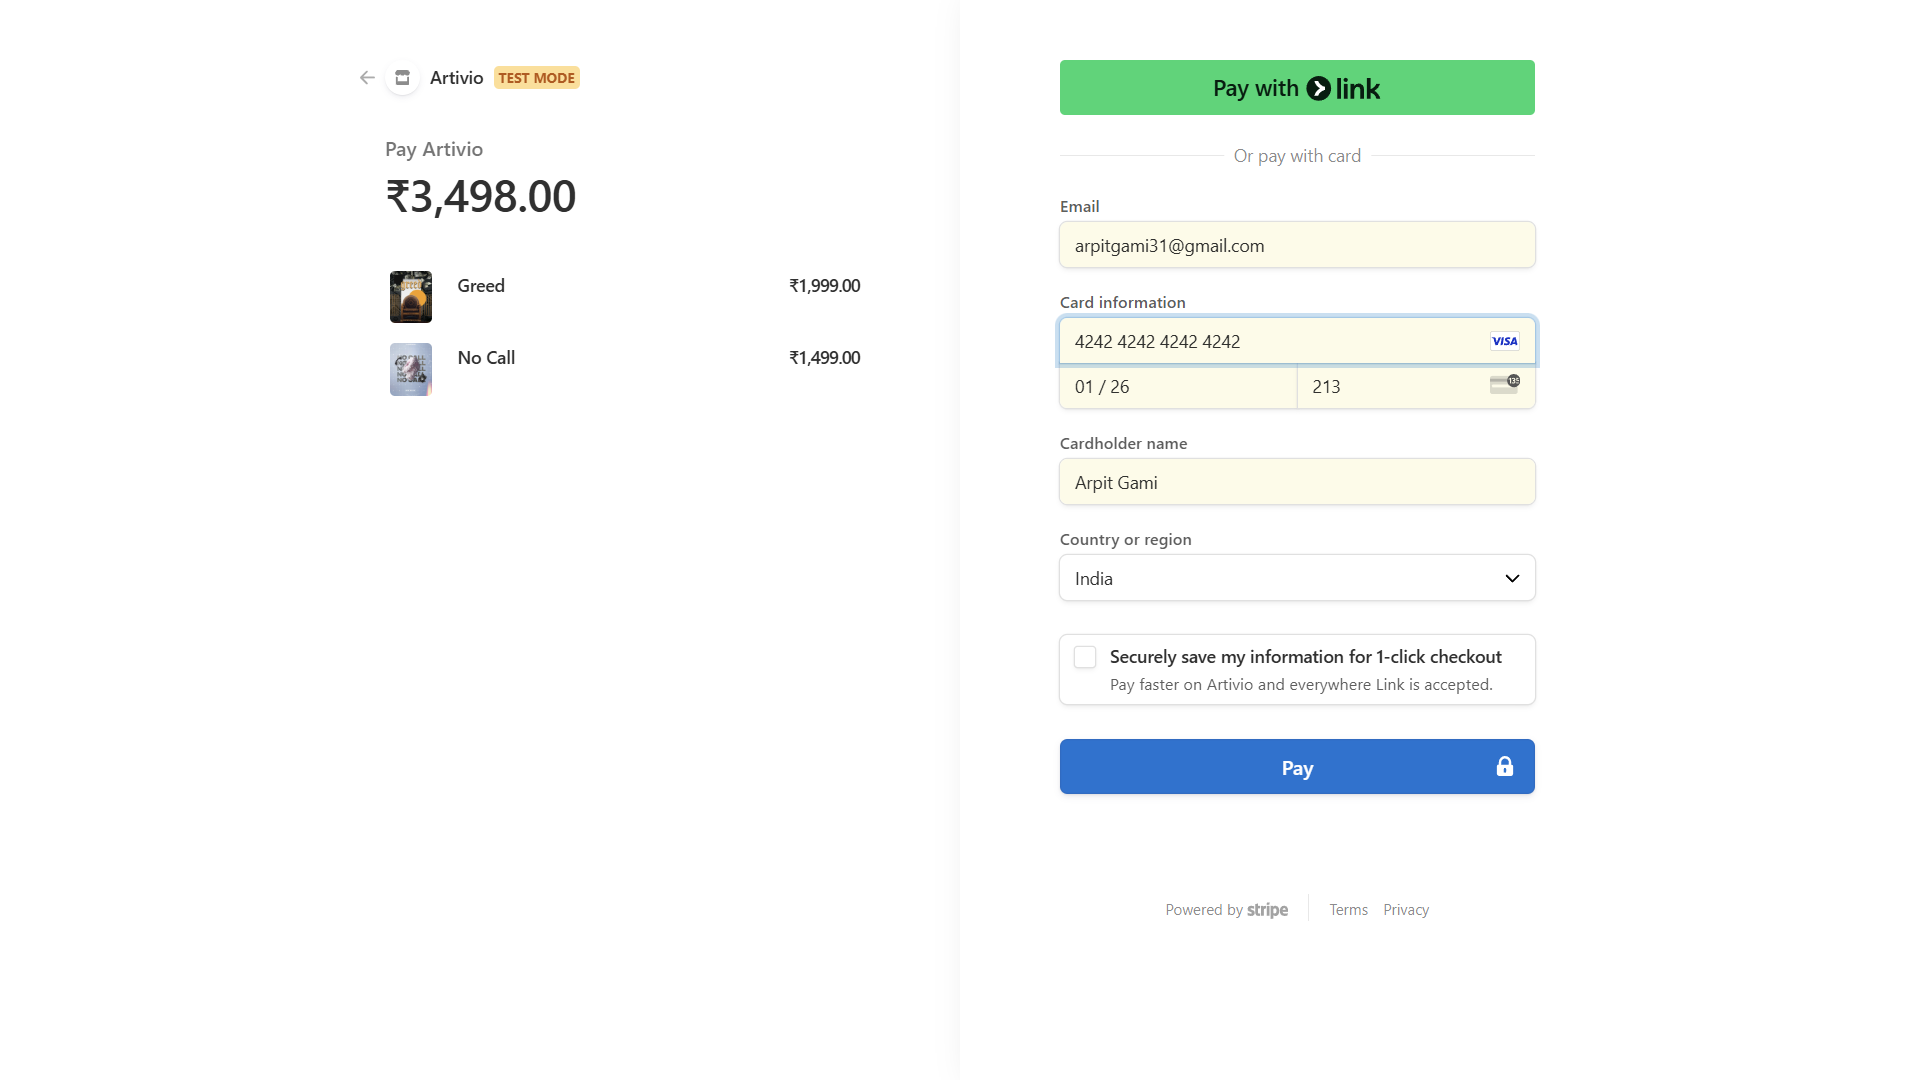 Artivio TEST MODE
Pay Artivio
₹3,498.00
Greed ₹1,999.00
No Call ₹1,499.00
Pay with link
Or pay with card
Email
arpitgami31@gmail.com
Card information
4242 4242 4242 4242 VISA
01 / 26 213 135
Cardholder name
Arpit Gami
Country or region
India
Securely save my information for 1-click checkout
Pay faster on Artivio and everywhere Link is accepted.
Pay
Powered by stripe Terms Privacy